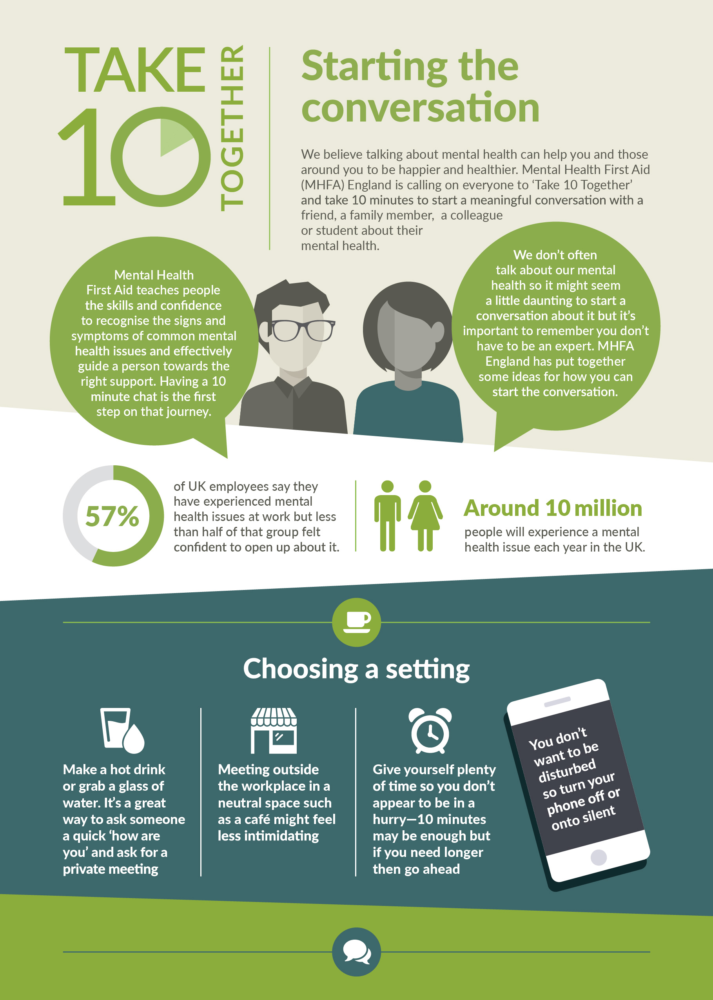 TAKE
10
TOGETHER
Starting the
conversation
We believe talking about mental health can help you and those
around you to be happier and healthier. Mental Health First Aid
(MHFA) England is calling on everyone to ‘Take 10 Together’
and take 10 minutes to start a meaningful conversation with a
friend, a family member,  a colleague
or student about their
mental health.
Mental Health
First Aid teaches people
the skills and confidence
to recognise the signs and
symptoms of common mental
health issues and effectively
guide a person towards the
right support. Having a 10
minute chat is the first
step on that journey.
We don’t often
talk about our mental
health so it might seem
a little daunting to start a
conversation about it but it’s
important to remember you don’t
have to be an expert. MHFA
England has put together
some ideas for how you can
start the conversation.
57%
of UK employees say they
have experienced mental
health issues at work but less
than half of that group felt
confident to open up about it.
Around 10 million
people will experience a mental
health issue each year in the UK.
Choosing a setting
Make a hot drink
or grab a glass of
water. It’s a great
way to ask someone
a quick ‘how are
you’ and ask for a
private meeting
Meeting outside
the workplace in a
neutral space such
as a café might feel
less intimidating
Give yourself plenty
of time so you don’t
appear to be in a
hurry—10 minutes
may be enough but
if you need longer
then go ahead
You don’t
want to be
disturbed
so turn your
phone off or
onto silent